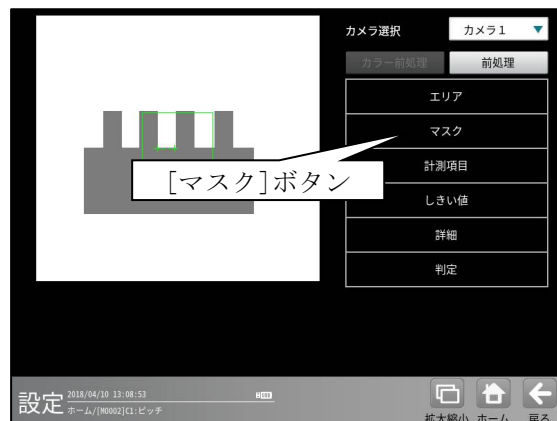 カメラ選択 カメラ1
カラー前処理 前処理
エリア
マスク
[マスク]ボタン
計測項目
しきい値
詳細
判定
設定
2018/04/10 13:08:53
ホーム/[M0002]C1:ピッチ
拡大縮小 ホーム 戻る